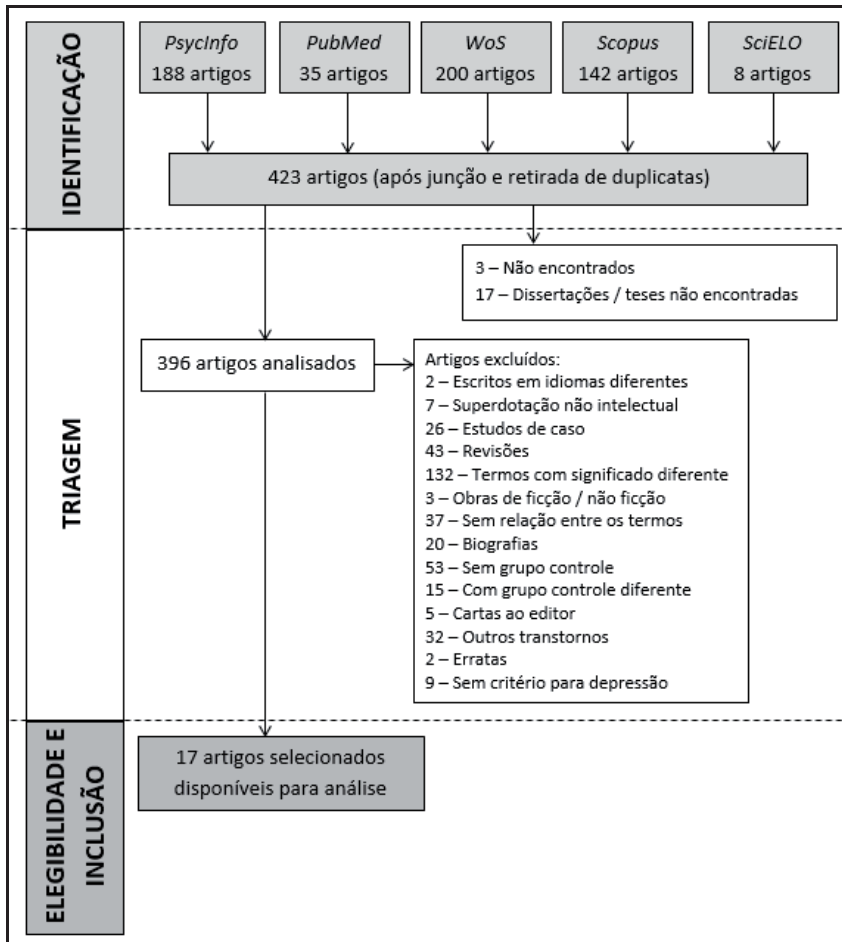 IDENTIFICAÇÃO
PsycInfo
188 artigos
PubMed
35 artigos
WoS
200 artigos
Scopus
142 artigos
SciELO
8 artigos
423 artigos (após junção e retirada de duplicatas)
TRIAGEM
3 – Não encontrados
17 – Dissertações / teses não encontradas
396 artigos analisados
Artigos excluídos:
2 – Escritos em idiomas diferentes
7 – Superdotação não intelectual
26 – Estudos de caso
43 – Revisões
132 – Termos com significado diferente
3 – Obras de ficção / não ficção
37 – Sem relação entre os termos
20 – Biografias
53 – Sem grupo controle
15 – Com grupo controle diferente
5 – Cartas ao editor
32 – Outros transtornos
2 – Erratas
9 – Sem critério para depressão
ELEGIBILIDADE E
INCLUSÃO
17 artigos selecionados
disponíveis para análise